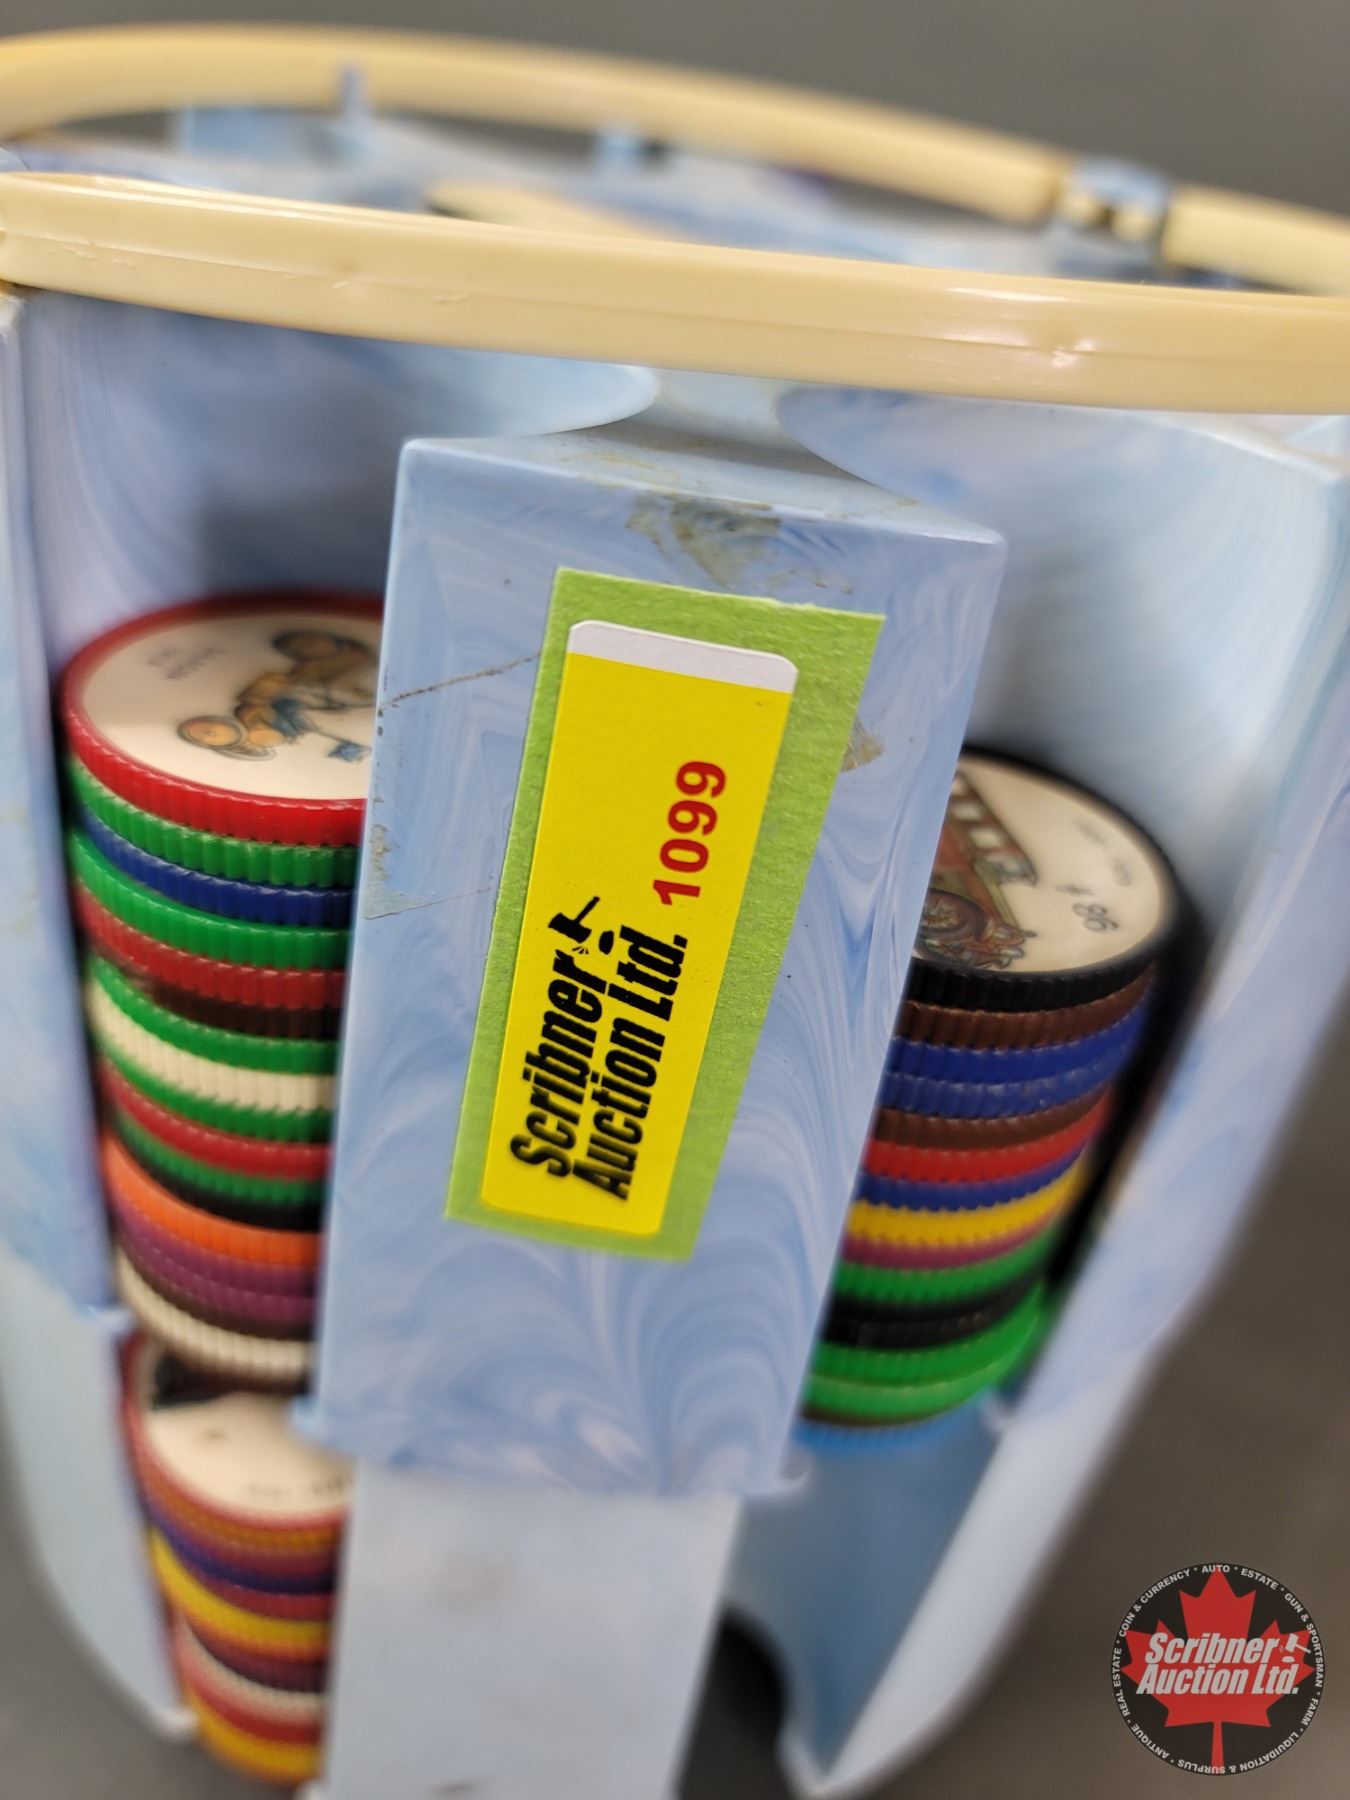 Scribner
Auction Ltd. 1099
98
COIN & CURRENCY · AUTO · ESTATE · GUN & SPORTSMAN · FARM · LIQUIDATION & SURPLUS · ANTIQUE · REAL ESTATE ·
Scribner
Auction Ltd.